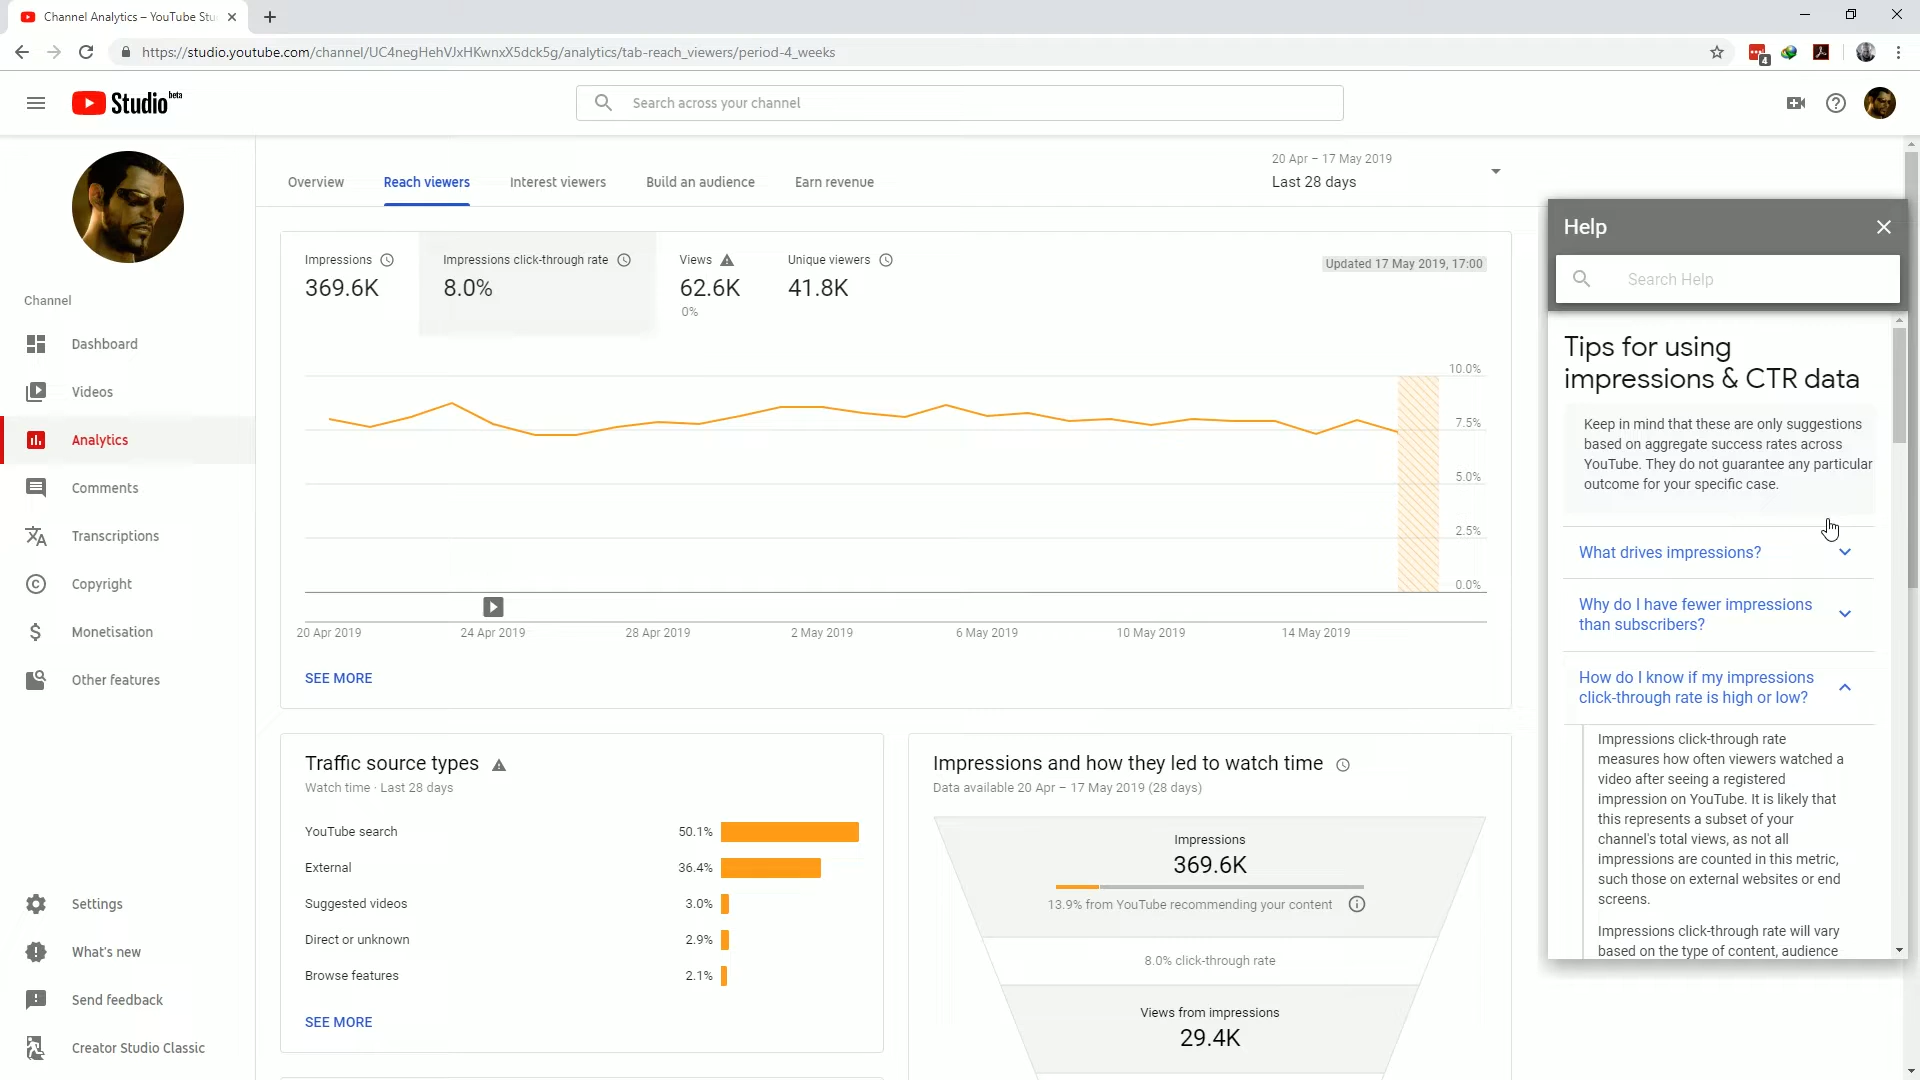 Channel Analytics – YouTube Stu
https://studio.youtube.com/channel/UC4negHehVJxHKwnxX5dck5g/analytics/tab-reach_viewers/period-4_weeks
4
Studio beta
Search across your channel
Channel
Dashboard
Videos
Analytics
Comments
Transcriptions
Copyright
Monetisation
Other features
Settings
What's new
Send feedback
Creator Studio Classic
Overview
Reach viewers
Interest viewers
Build an audience
Earn revenue
20 Apr – 17 May 2019
Last 28 days
Impressions
369.6K
Impressions click-through rate
8.0%
Views
62.6K
0%
Unique viewers
41.8K
Updated 17 May 2019, 17:00
10.0%
7.5%
5.0%
2.5%
0.0%
20 Apr 2019
24 Apr 2019
28 Apr 2019
2 May 2019
6 May 2019
10 May 2019
14 May 2019
SEE MORE
Traffic source types
Watch time · Last 28 days
YouTube search 50.1%
External 36.4%
Suggested videos 3.0%
Direct or unknown 2.9%
Browse features 2.1%
SEE MORE
Impressions and how they led to watch time
Data available 20 Apr – 17 May 2019 (28 days)
Impressions
369.6K
13.9% from YouTube recommending your content
8.0% click-through rate
Views from impressions
29.4K
Help
Search Help
Tips for using
impressions & CTR data
Keep in mind that these are only suggestions
based on aggregate success rates across
YouTube. They do not guarantee any particular
outcome for your specific case.
What drives impressions?
Why do I have fewer impressions
than subscribers?
How do I know if my impressions
click-through rate is high or low?
Impressions click-through rate
measures how often viewers watched a
video after seeing a registered
impression on YouTube. It is likely that
this represents a subset of your
channel's total views, as not all
impressions are counted in this metric,
such those on external websites or end
screens.
Impressions click-through rate will vary
based on the type of content, audience